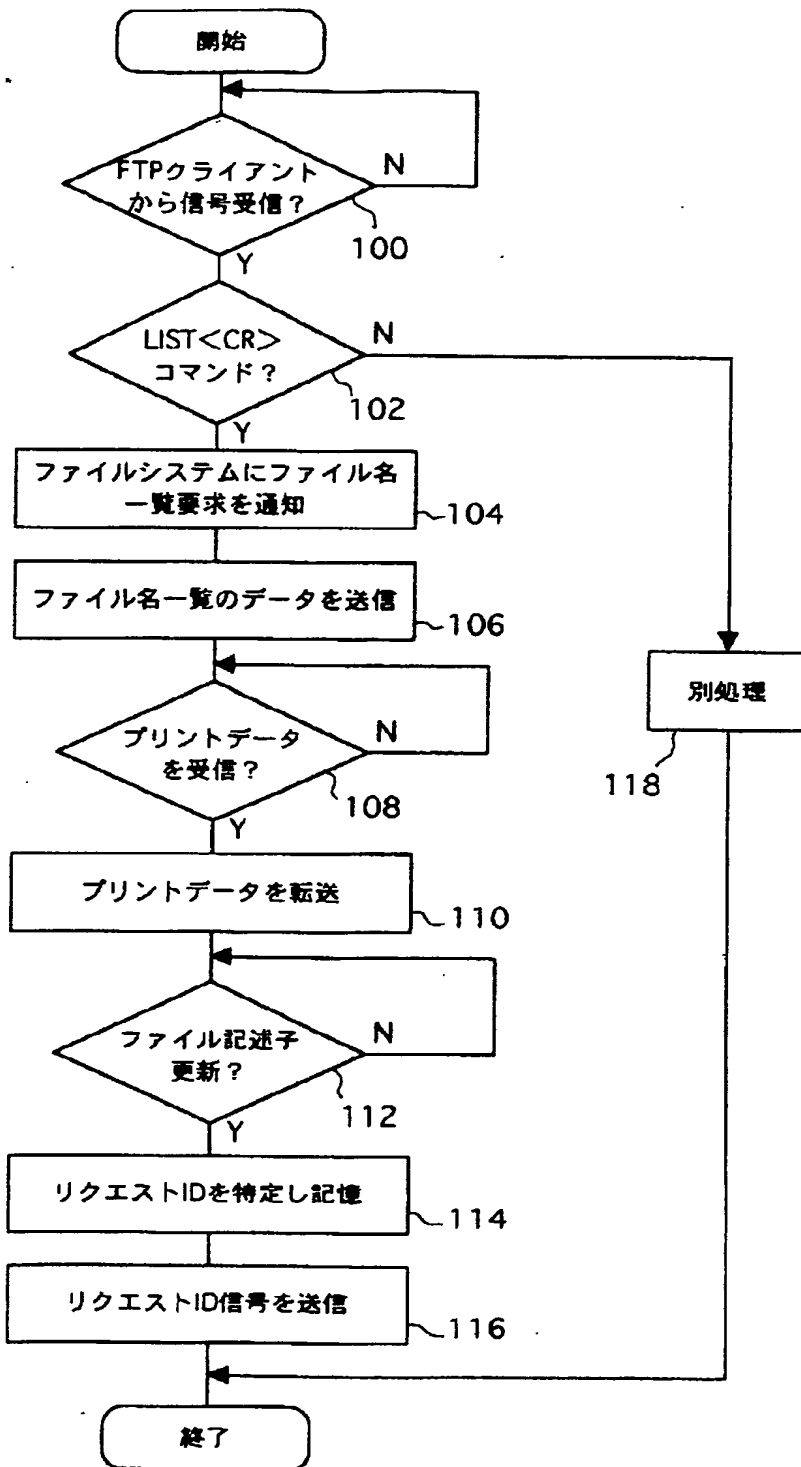 開始
FTPクライアント
から信号受信？
N
100
Y
LIST<CR>
コマンド？
N
102
Y
ファイルシステムにファイル名
一覧要求を通知
104
ファイル名一覧のデータを送信
106
別処理
118
プリントデータ
を受信？
N
108
Y
プリントデータを転送
110
ファイル記述子
更新？
N
112
Y
リクエストIDを特定し記憶
114
リクエストID信号を送信
116
終了